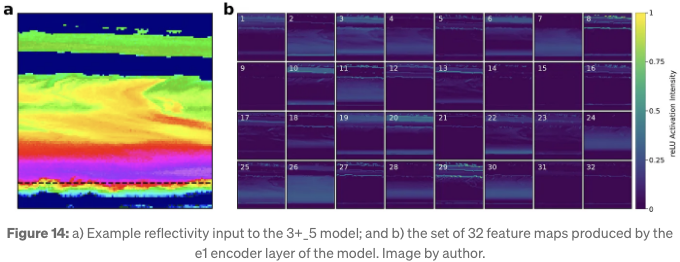 a
b
1 2 3 4 5 6 7 8
9 10 11 12 13 14 15 16
17 18 19 20 21 22 23 24
25 26 27 28 29 30 31 32
1
0.75
0.5
0.25
0
reLU Activation Intensity
Figure 14: a) Example reflectivity input to the 3+_5 model; and b) the set of 32 feature maps produced by the
e1 encoder layer of the model. Image by author.